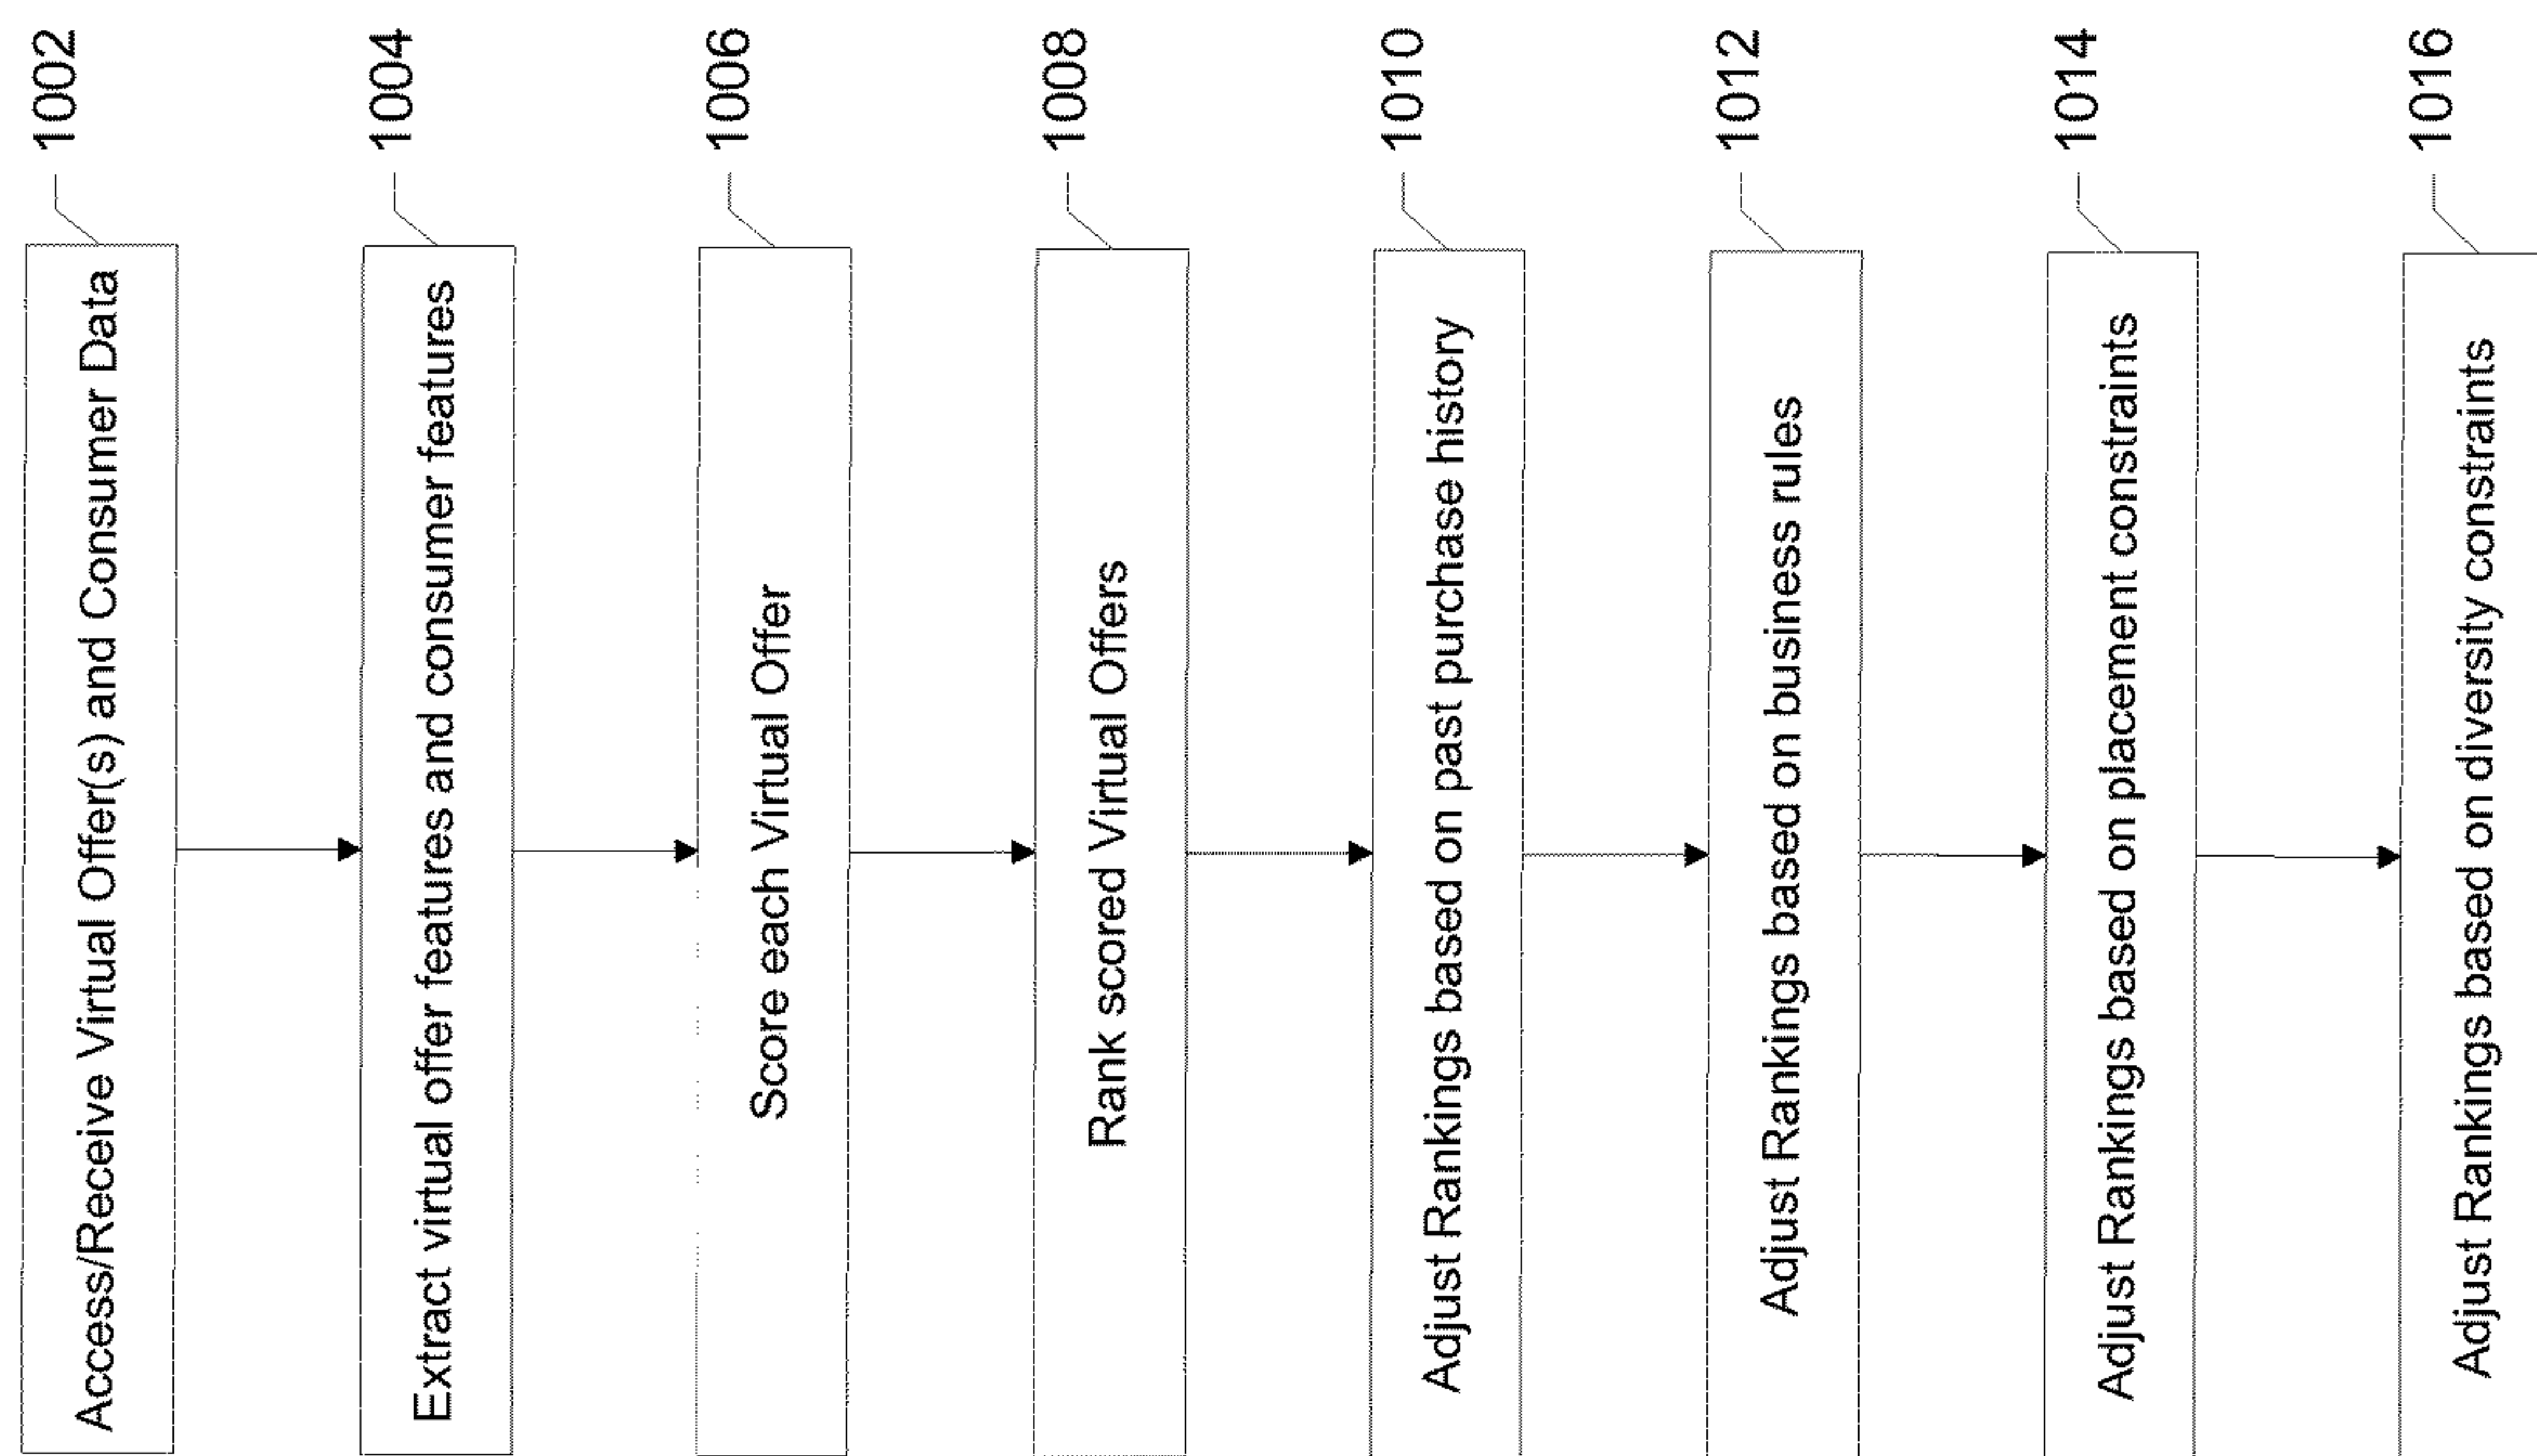 Access/Receive Virtual Offer(s) and Consumer Data
1002
Extract virtual offer features and consumer features
1004
Score each Virtual Offer
1006
Rank scored Virtual Offers
1008
Adjust Rankings based on past purchase history
1010
Adjust Rankings based on business rules
1012
Adjust Rankings based on placement constraints
1014
Adjust Rankings based on diversity constraints
1016